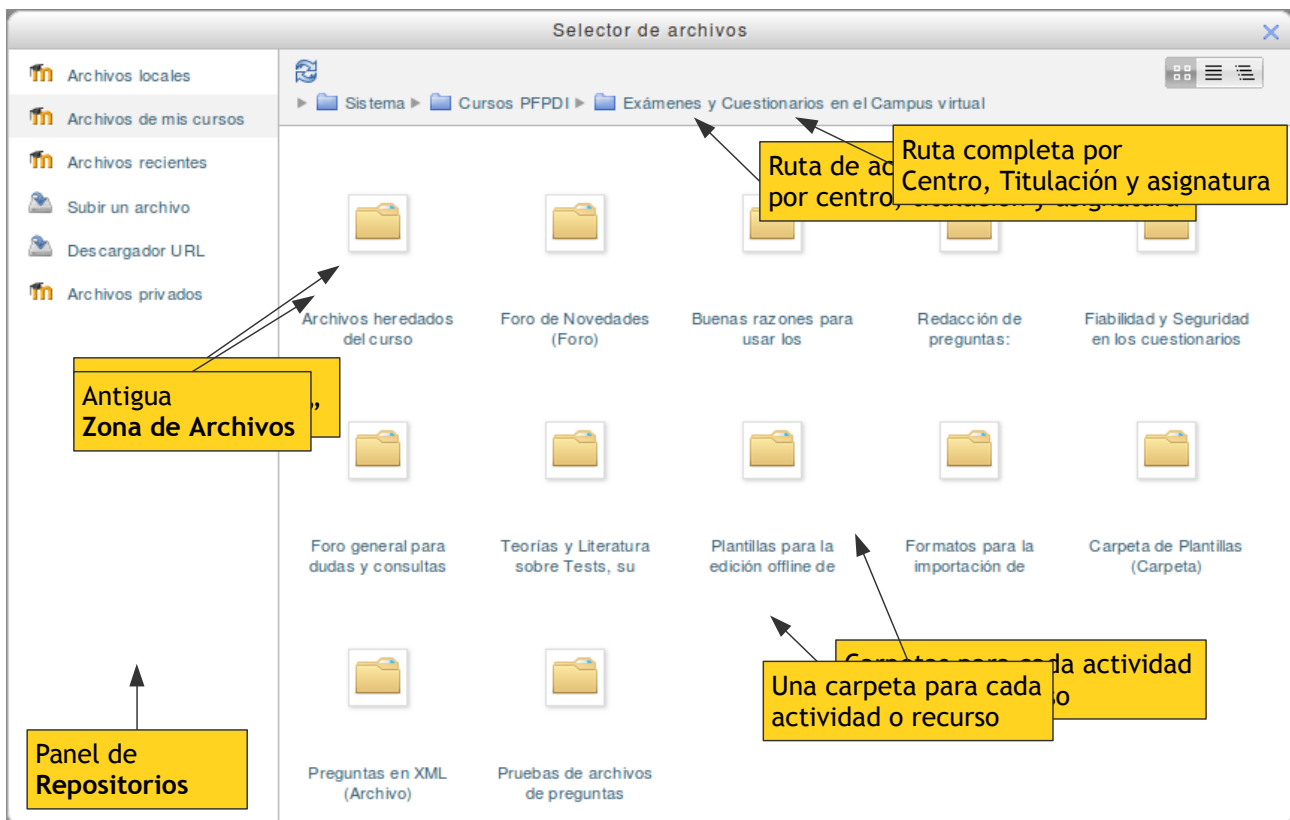 Selector de archivos
Archivos locales
Archivos de mis cursos
Archivos recientes
Subir un archivo
Descargador URL
Archivos privados
Sistema
Cursos PFPDI
Exámenes y Cuestionarios en el Campus virtual
Ruta de
por centro,
Ruta completa por
Centro, Titulación y asignatura
Archivos heredados
del curso
Foro de Novedades
(Foro)
Buenas razones para
usar los
Redacción de
preguntas:
Fiabilidad y Seguridad
en los cuestionarios
Antigua
Zona de Archivos
Foro general para
dudas y consultas
Teorías y Literatura
sobre Tests, su
Plantillas para la
edición offline de
Formatos para la
importación de
Carpeta de Plantillas
(Carpeta)
Carpetas para cada actividad
Una carpeta para cada
actividad o recurso
Panel de
Repositorios
Preguntas en XML
(Archivo)
Pruebas de archivos
de preguntas